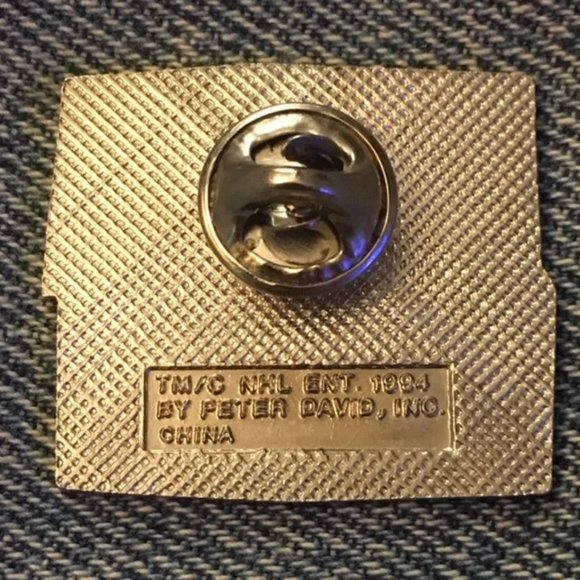 TM/C NHL ENT. 1994
BY PETER DAVID, INC.
CHINA